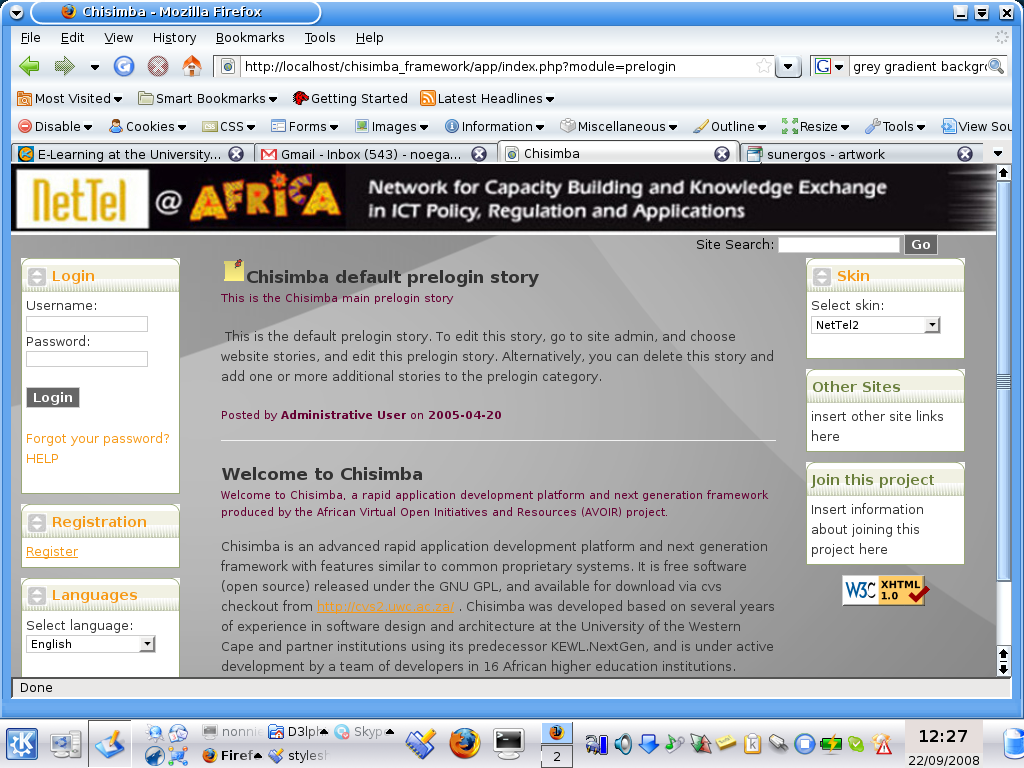 Chisimba - Mozilla Firefox
File Edit View History Bookmarks Tools Help
http://localhost/chisimba_framework/app/index.php?module=prelogin
G
grey gradient backgr
Most Visited Smart Bookmarks Getting Started Latest Headlines
Disable Cookies CSS Forms Images Information Miscellaneous Outline Resize Tools View Sou
E-Learning at the University... Gmail - Inbox (543) - noega... Chisimba sunergos - artwork
NetTel @ AFRICA
Network for Capacity Building and Knowledge Exchange
in ICT Policy, Regulation and Applications
Site Search: Go
Login
Username:
Password:
Login
Forgot your password?
HELP
Registration
Register
Languages
Select language:
English
Chisimba default prelogin story
This is the Chisimba main prelogin story
This is the default prelogin story. To edit this story, go to site admin, and choose
website stories, and edit this prelogin story. Alternatively, you can delete this story and
add one or more additional stories to the prelogin category.
Posted by Administrative User on 2005-04-20
Welcome to Chisimba
Welcome to Chisimba, a rapid application development platform and next generation framework
produced by the African Virtual Open Initiatives and Resources (AVOIR) project.
Chisimba is an advanced rapid application development platform and next generation
framework with features similar to common proprietary systems. It is free software
(open source) released under the GNU GPL, and available for download via cvs
checkout from http://cvs2.uwc.ac.za/ . Chisimba was developed based on several years
of experience in software design and architecture at the University of the Western
Cape and partner institutions using its predecessor KEWL.NextGen, and is under active
development by a team of developers in 16 African higher education institutions.
Skin
Select skin:
NetTel2
Other Sites
insert other site links
here
Join this project
Insert information
about joining this
project here
W3C XHTML
1.0
Done
nonnie D3lph Skyp
Firef stylesh
2
12:27
22/09/2008